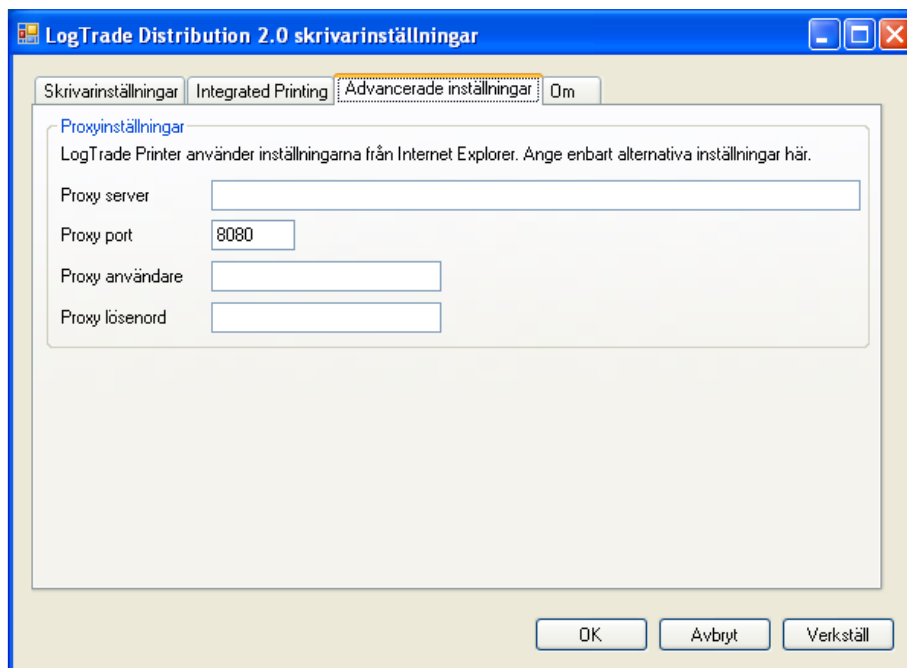 LogTrade Distribution 2.0 skrivarinställningar
Skrivarinställningar Integrated Printing Advancerade inställningar Om
Proxyinställningar
LogTrade Printer använder inställningarna från Internet Explorer. Ange enbart alternativa inställningar här.
Proxy server
Proxy port 8080
Proxy användare
Proxy lösenord
OK Avbryt Verkställ